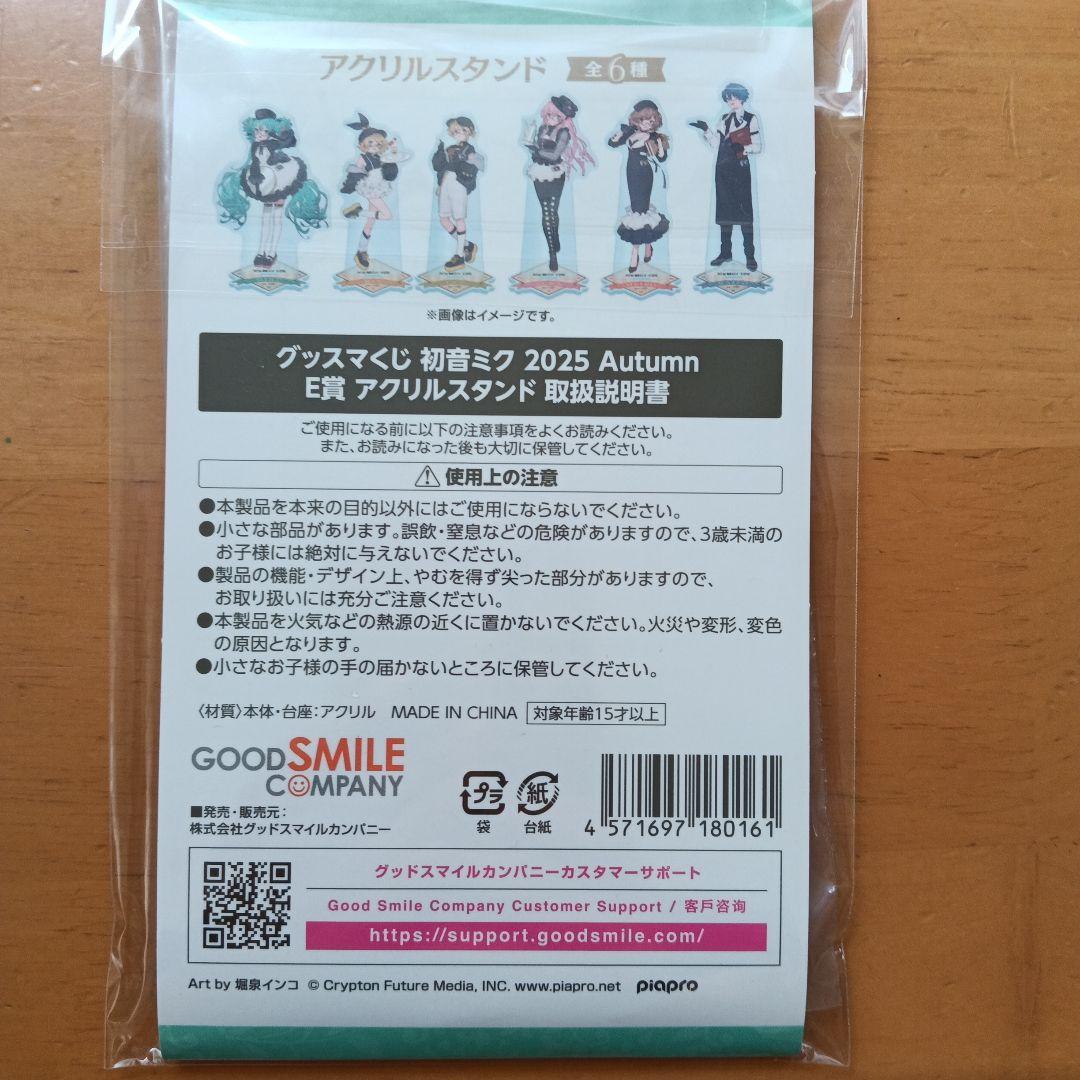 アクリルスタンド 全6種
※画像はイメージです。
グッスマくじ 初音ミク 2025 Autumn
E賞 アクリルスタンド 取扱説明書
ご使用になる前に以下の注意事項をよくお読みください。
また、お読みになった後も大切に保管してください。
使用上の注意
●本製品を本来の目的以外にはご使用にならないでください。
●小さな部品があります。誤飲・窒息などの危険がありますので、3歳未満の
お子様には絶対に与えないでください。
●製品の機能・デザイン上、やむを得ず尖った部分がありますので、
お取り扱いには充分ご注意ください。
●本製品を火気などの熱源の近くに置かないでください。火災や変形、変色
の原因となります。
●小さなお子様の手の届かないところに保管してください。
〈材質〉本体・台座：アクリル MADE IN CHINA 対象年齢15才以上
GOOD SMILE
COMPANY
■発売・販売元：
株式会社グッドスマイルカンパニー
プラ 紙
袋 台紙
4 571697 180161
グッドスマイルカンパニーカスタマーサポート
Good Smile Company Customer Support / 客戶咨询
https://support.goodsmile.com/
Art by 堀泉インコ © Crypton Future Media, INC. www.piapro.net piapro